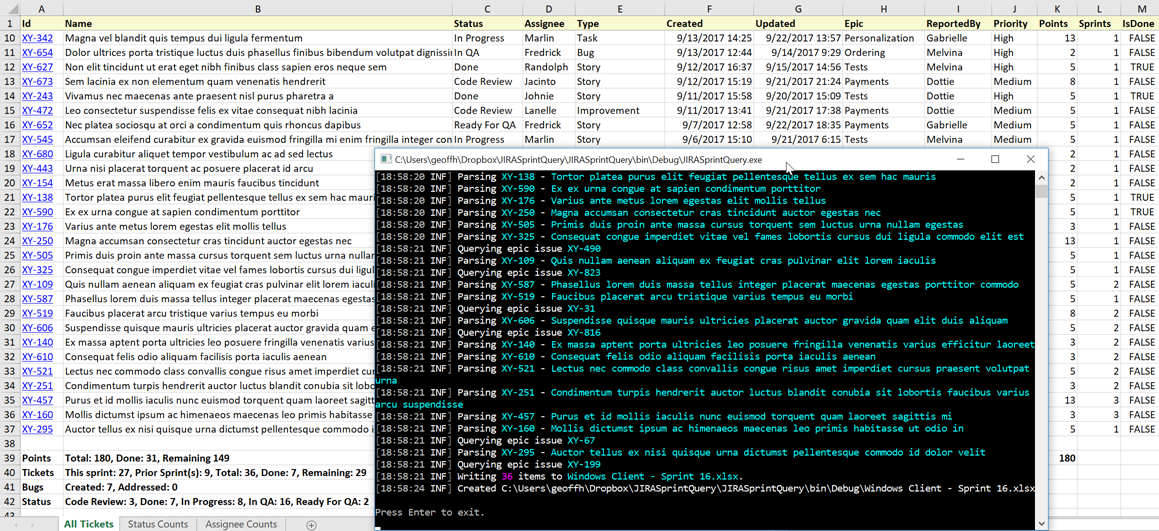 A B C D E F G H I J K L M
1 Id Name Status Assignee Type Created Updated Epic ReportedBy Priority Points Sprints IsDone
10 XY-342 Magna vel blandit quis tempus dui ligula fermentum In Progress Marlin Task 9/13/2017 14:25 9/22/2017 13:57 Personalization Gabrielle High 13 1 FALSE
11 XY-654 Dolor ultrices porta tristique luctus duis phasellus finibus bibendum volutpat dignissi In QA Fredrick Bug 9/13/2017 12:44 9/14/2017 9:29 Ordering Melvina High 2 1 FALSE
12 XY-627 Non elit tincidunt ut erat eget nibh finibus class sapien eros neque sem Done Randolph Story 9/12/2017 16:37 9/15/2017 14:56 Tests Melvina High 5 1 TRUE
13 XY-673 Sem lacinia ex non elementum quam venenatis hendrerit Code Review Jacinto Story 9/12/2017 15:19 9/21/2017 21:24 Payments Dottie Medium 8 1 FALSE
14 XY-243 Vivamus nec maecenas ante praesent nisl purus pharetra a Done Johnie Story 9/11/2017 15:58 9/20/2017 15:09 Tests Dottie High 5 1 TRUE
15 XY-472 Leo consectetur suspendisse felis ex vitae consequat nibh lacinia Code Review Lanelle Improvement 9/11/2017 13:41 9/21/2017 17:38 Payments Dottie Medium 5 1 FALSE
16 XY-652 Nec platea sociosqu at orci a condimentum quis rhoncus dapibus Ready For QA Fredrick Story 9/7/2017 12:58 9/22/2017 18:35 Payments Gabrielle Medium 5 1 FALSE
17 XY-545 Accumsan eleifend curabitur ex gravida euismod fringilla mi enim fringilla integer con In Progress Marlin Story 9/6/2017 15:10 9/21/2017 6:15 Tests Gabrielle Medium 5 1 FALSE
18 XY-680 Ligula curabitur aliquet tempor vestibulum ac ad sed lectus 2 1 FALSE
19 XY-443 Urna nisi placerat torquent ac posuere placerat id arcu 2 1 FALSE
20 XY-154 Metus erat massa libero enim mauris faucibus 2 1 FALSE
21 XY-138 Tortor platea purus elit feugiat pellentesque tellus ex sem hac mauris 5 1 TRUE
22 XY-590 Ex ex urna congue at sapien condimentum porttitor 5 1 TRUE
23 XY-176 Varius ante metus lorem egestas elit mollis tellus 3 1 FALSE
24 XY-250 Magna accumsan consectetur cras tincidunt auctor egestas nec 13 1 FALSE
25 XY-505 Primis duis proin ante massa cursus torquent sem luctus urna nullam 5 1 FALSE
26 XY-325 Consequat congue imperdiet vitae vel fames lobortis cursus dui ligul 5 1 FALSE
27 XY-109 Quis nullam aenean aliquam ex feugiat cras pulvinar elit lorem iacul 5 2 FALSE
28 XY-587 Phasellus lorem duis massa tellus integer placerat maecenas egestas 5 1 FALSE
29 XY-519 Faucibus placerat arcu tristique varius tempus eu morbi 8 2 FALSE
30 XY-606 Suspendisse quisque mauris ultricies placerat auctor gravida quam e 5 2 FALSE
31 XY-140 Ex massa aptent porta ultricies leo posuere fringilla venenatis varius 3 2 FALSE
32 XY-610 Consequat felis odio aliquam facilisis porta iaculis aenean 3 2 FALSE
33 XY-521 Lectus nec commodo class convallis congue risus amet imperdiet curs 5 2 FALSE
34 XY-251 Condimentum turpis hendrerit auctor luctus blandit conubia sit lobo 3 2 FALSE
35 XY-457 Purus et id mollis iaculis nunc euismod torquent quam laoreet sagitti 13 3 FALSE
36 XY-160 Mollis dictumst ipsum ac himenaeos maecenas leo primis habitasse 3 3 FALSE
37 XY-295 Auctor tellus ex nisi quisque urna dictumst pellentesque commodo i 5 1 FALSE
38
39 Points Total: 180, Done: 31, Remaining 149 180
40 Tickets This sprint: 27, Prior Sprint(s): 9, Total: 36, Done: 7, Remaining: 29
41 Bugs Created: 7, Addressed: 0
42 Status Code Review: 3, Done: 7, In Progress: 8, In QA: 16, Ready For QA: 2
All Tickets Status Counts Assignee Counts
C:\Users\geoffh\Dropbox\JIRASprintQuery\JIRASprintQuery\bin\Debug\JIRASprintQuery.exe
[18:58:20 INF] Parsing XY-138 - Tortor platea purus elit feugiat pellentesque tellus ex sem hac mauris
[18:58:20 INF] Parsing XY-590 - Ex ex urna congue at sapien condimentum porttitor
[18:58:20 INF] Parsing XY-176 - Varius ante metus lorem egestas elit mollis tellus
[18:58:20 INF] Parsing XY-250 - Magna accumsan consectetur cras tincidunt auctor egestas nec
[18:58:20 INF] Parsing XY-505 - Primis duis proin ante massa cursus torquent sem luctus urna nullam egestas
[18:58:20 INF] Parsing XY-325 - Consequat congue imperdiet vitae vel fames lobortis cursus dui ligula commodo elit est
[18:58:20 INF] Querying epic issue XY-490
[18:58:21 INF] Parsing XY-109 - Quis nullam aenean aliquam ex feugiat cras pulvinar elit lorem iaculis
[18:58:21 INF] Querying epic issue XY-823
[18:58:21 INF] Parsing XY-587 - Phasellus lorem duis massa tellus integer placerat maecenas egestas porttitor commodo
[18:58:21 INF] Parsing XY-519 - Faucibus placerat arcu tristique varius tempus eu morbi
[18:58:21 INF] Querying epic issue XY-31
[18:58:21 INF] Parsing XY-606 - Suspendisse quisque mauris ultricies placerat auctor gravida quam elit duis aliquam
[18:58:21 INF] Querying epic issue XY-816
[18:58:21 INF] Parsing XY-140 - Ex massa aptent porta ultricies leo posuere fringilla venenatis varius efficitur laoreet
[18:58:21 INF] Parsing XY-610 - Consequat felis odio aliquam facilisis porta iaculis aenean
[18:58:21 INF] Parsing XY-521 - Lectus nec commodo class convallis congue risus amet imperdiet cursus praesent volutpat
urna
[18:58:21 INF] Parsing XY-251 - Condimentum turpis hendrerit auctor luctus blandit conubia sit lobortis faucibus varius
arcu suspendisse
[18:58:21 INF] Parsing XY-457 - Purus et id mollis iaculis nunc euismod torquent quam laoreet sagittis mi
[18:58:21 INF] Parsing XY-160 - Mollis dictumst ipsum ac himenaeos maecenas leo primis habitasse ut odio in
[18:58:21 INF] Querying epic issue XY-67
[18:58:21 INF] Parsing XY-295 - Auctor tellus ex nisi quisque urna dictumst pellentesque commodo id dolor velit
[18:58:21 INF] Querying epic issue XY-199
[18:58:21 INF] Writing 36 items to Windows Client - Sprint 16.xlsx.
[18:58:24 INF] Created C:\Users\geoffh\Dropbox\JIRASprintQuery\JIRASprintQuery\bin\Debug\Windows Client - Sprint 16.xlsx
Press Enter to exit.